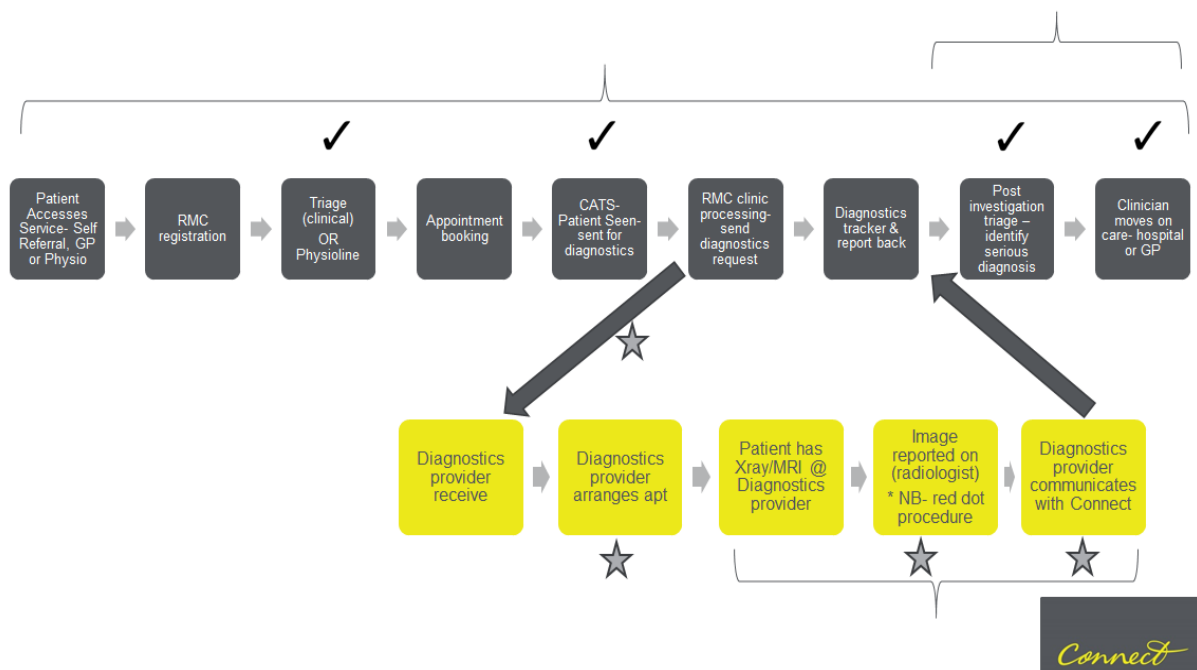 Patient
Accesses
Service- Self
Referral, GP
or Physio
RMC
registration
Triage
(clinical)
OR
Physioline
Appointment
booking
CATS-
Patient Seen-
sent for
diagnostics
RMC clinic
processing-
send diagnostics
request
Diagnostics
tracker &
report back
Post
investigation
triage –
identify
serious
diagnosis
Clinician
moves on
care- hospital
or GP
Diagnostics
provider
receive
Diagnostics
provider
arranges apt
Patient has
Xray/MRI @
Diagnostics
provider
Image
reported on
(radiologist)
* NB- red dot
procedure
Diagnostics
provider
communicates
with Connect
Connect